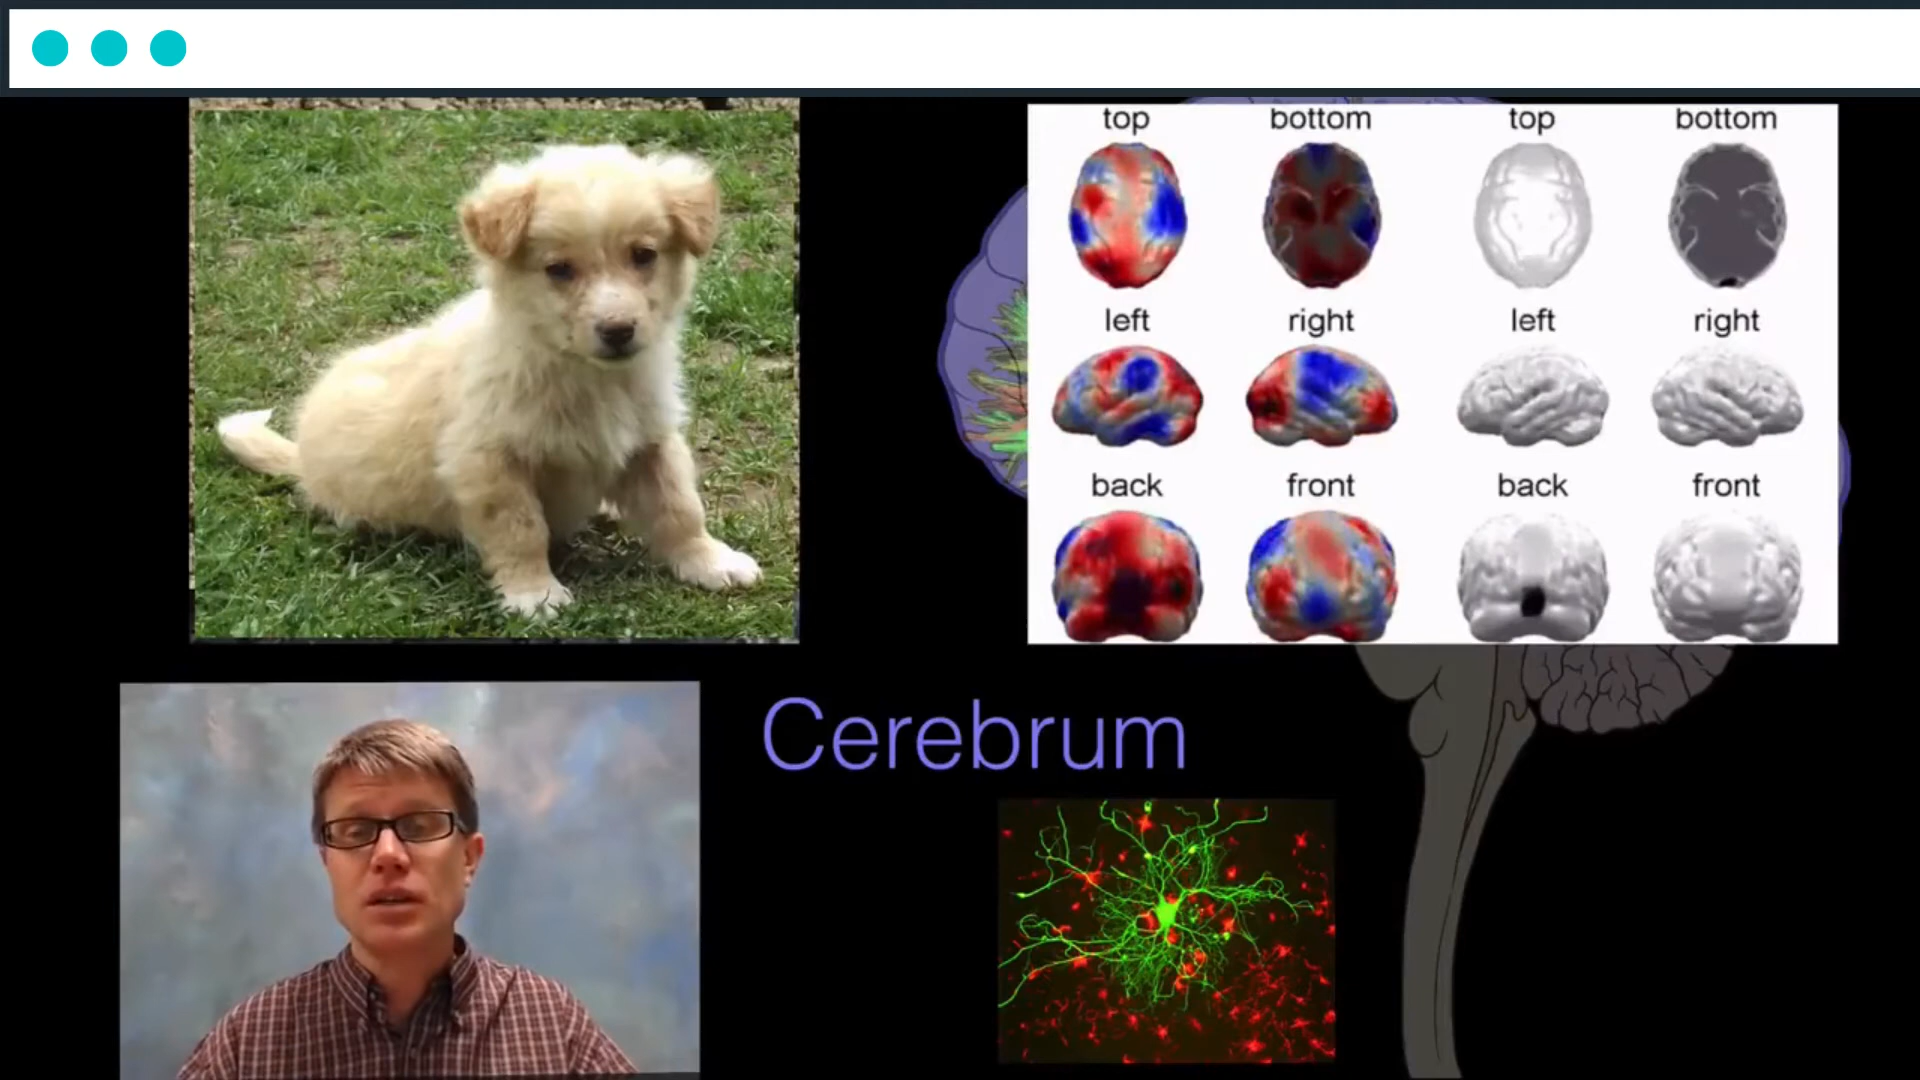 top bottom top bottom
left right left right
back front back front
Cerebrum